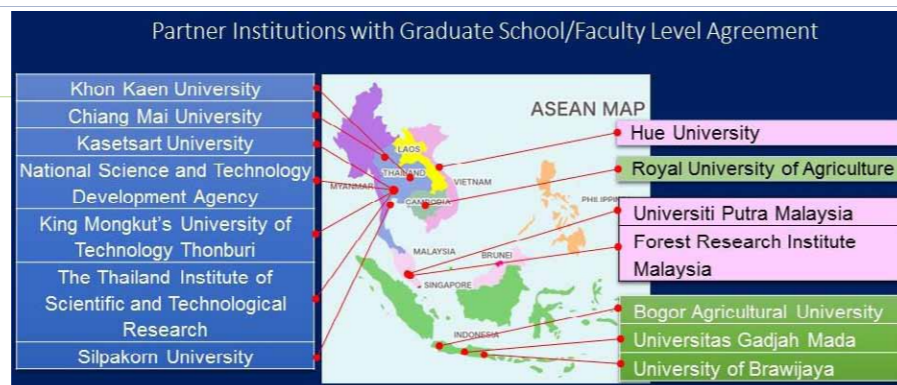 Partner Institutions with Graduate School/Faculty Level Agreement
Khon Kaen University
Chiang Mai University
Kasetsart University
National Science and Technology
Development Agency
King Mongkut's University of
Technology Thonburi
The Thailand Institute of
Scientific and Technological
Research
Silpakorn University
ASEAN MAP
LAOS
THAILAND
MYANMAR
VIETNAM
CAMBODIA
PHILIPPIN
MALAYSIA
BRUNEI
SINGAPORE
INDONESIA
Hue University
Royal University of Agriculture
Universiti Putra Malaysia
Forest Research Institute
Malaysia
Bogor Agricultural University
Universitas Gadjah Mada
University of Brawijaya